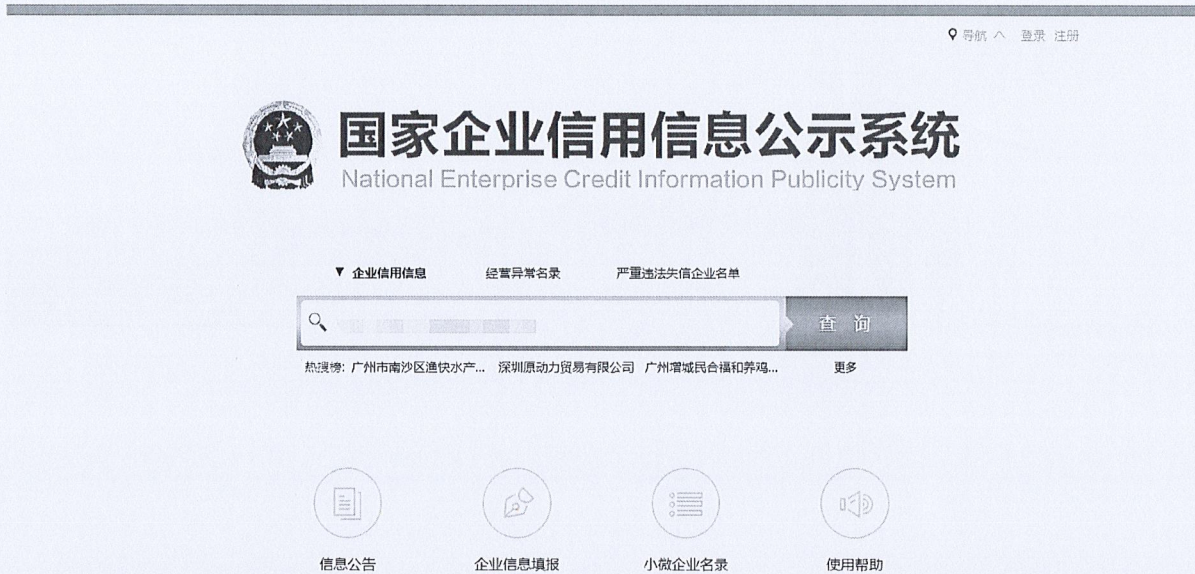 导航 登录 注册
国家企业信用信息公示系统
National Enterprise Credit Information Publicity System
企业信用信息 经营异常名录 严重违法失信企业名单
查 询
热搜榜: 广州市南沙区渔快水产... 深圳原动力贸易有限公司 广州增城民合福和养鸡... 更多
信息公告 企业信息填报 小微企业名录 使用帮助